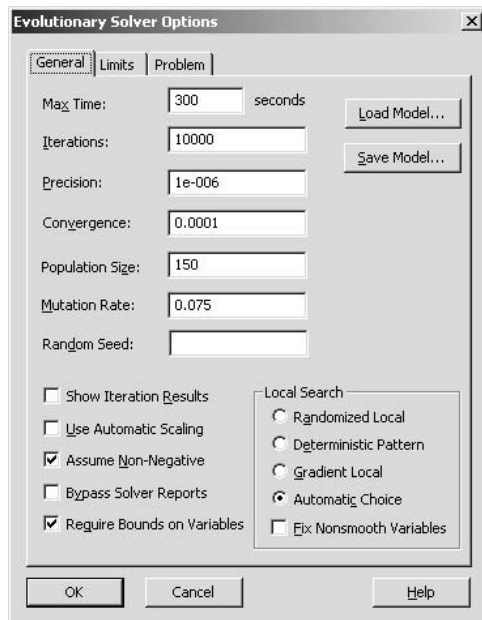 Evolutionary Solver Options
General Limits Problem
Max Time: 300 seconds
Load Model...
Iterations: 10000
Save Model...
Precision: 1e-006
Convergence: 0.0001
Population Size: 150
Mutation Rate: 0.075
Random Seed:
Show Iteration Results
Use Automatic Scaling
Assume Non-Negative
Bypass Solver Reports
Require Bounds on Variables
Local Search
Randomized Local
Deterministic Pattern
Gradient Local
Automatic Choice
Fix Nonsmooth Variables
OK Cancel Help